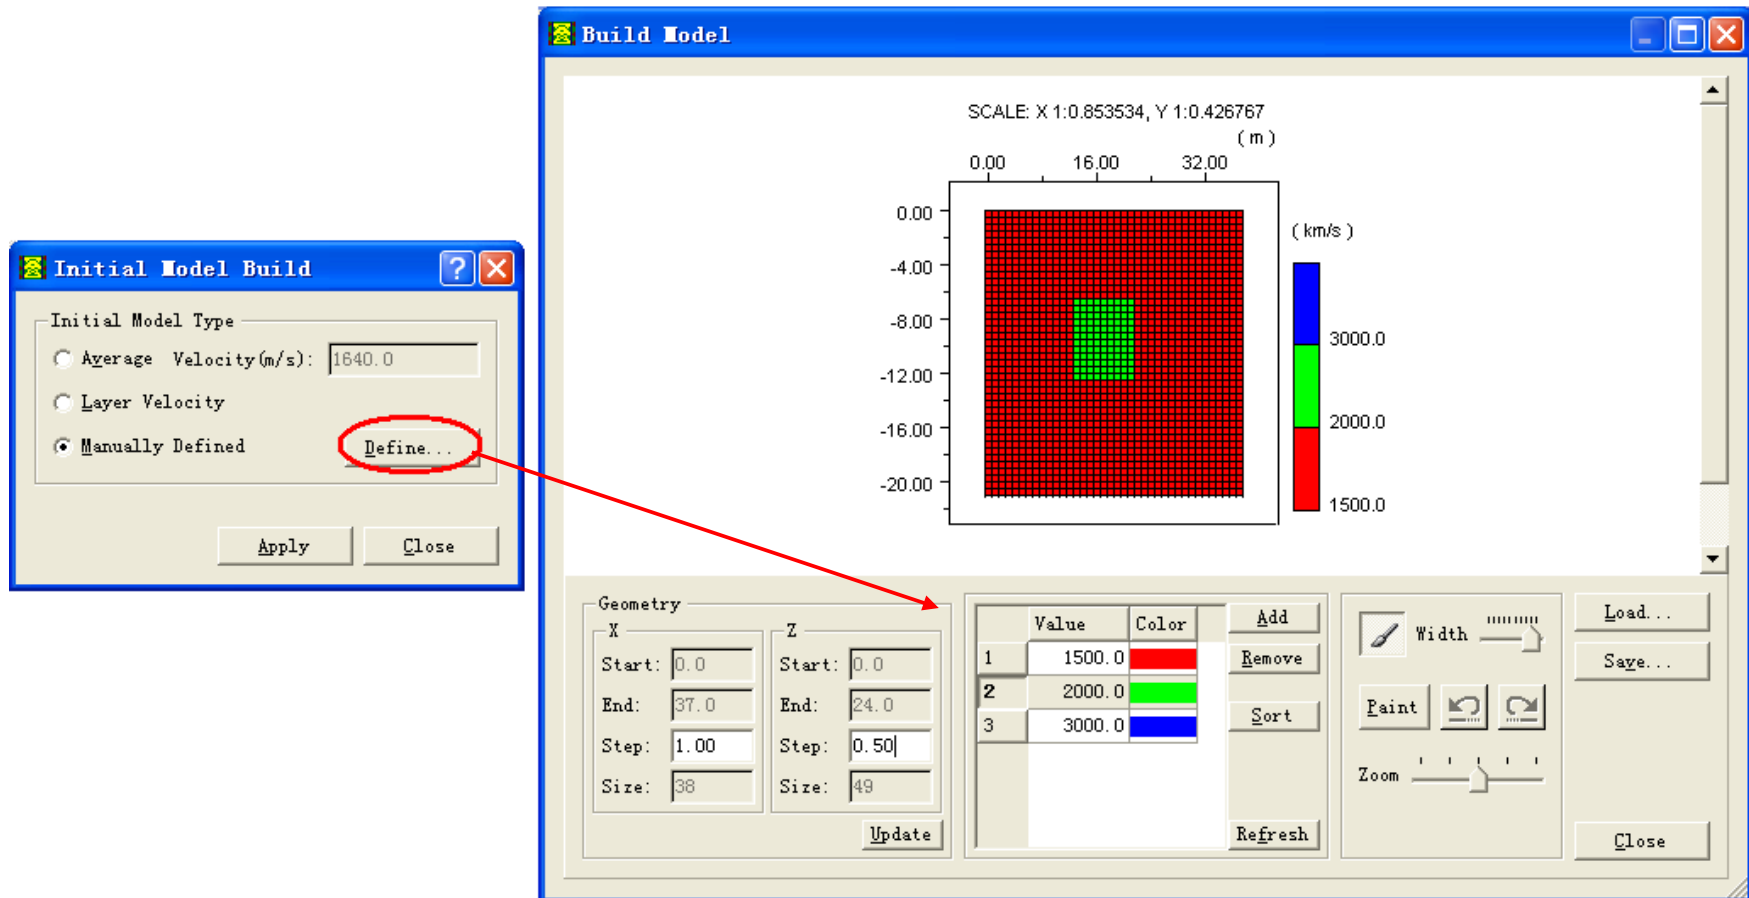 Initial Model Build
Initial Model Type
Average Velocity(m/s): 1640.0
Layer Velocity
Manually Defined Define...
Apply Close
Build Model
SCALE: X 1:0.853534, Y 1:0.426767
( m )
0.00 16.00 32.00
0.00
-4.00
-8.00
-12.00
-16.00
-20.00
( km/s )
3000.0
2000.0
1500.0
Geometry
X
Start: 0.0
End: 37.0
Step: 1.00
Size: 38
Z
Start: 0.0
End: 24.0
Step: 0.50
Size: 49
Update
Value Color
1 1500.0
2 2000.0
3 3000.0
Add
Remove
Sort
Refresh
Width
Paint
Zoom
Load...
Save...
Close